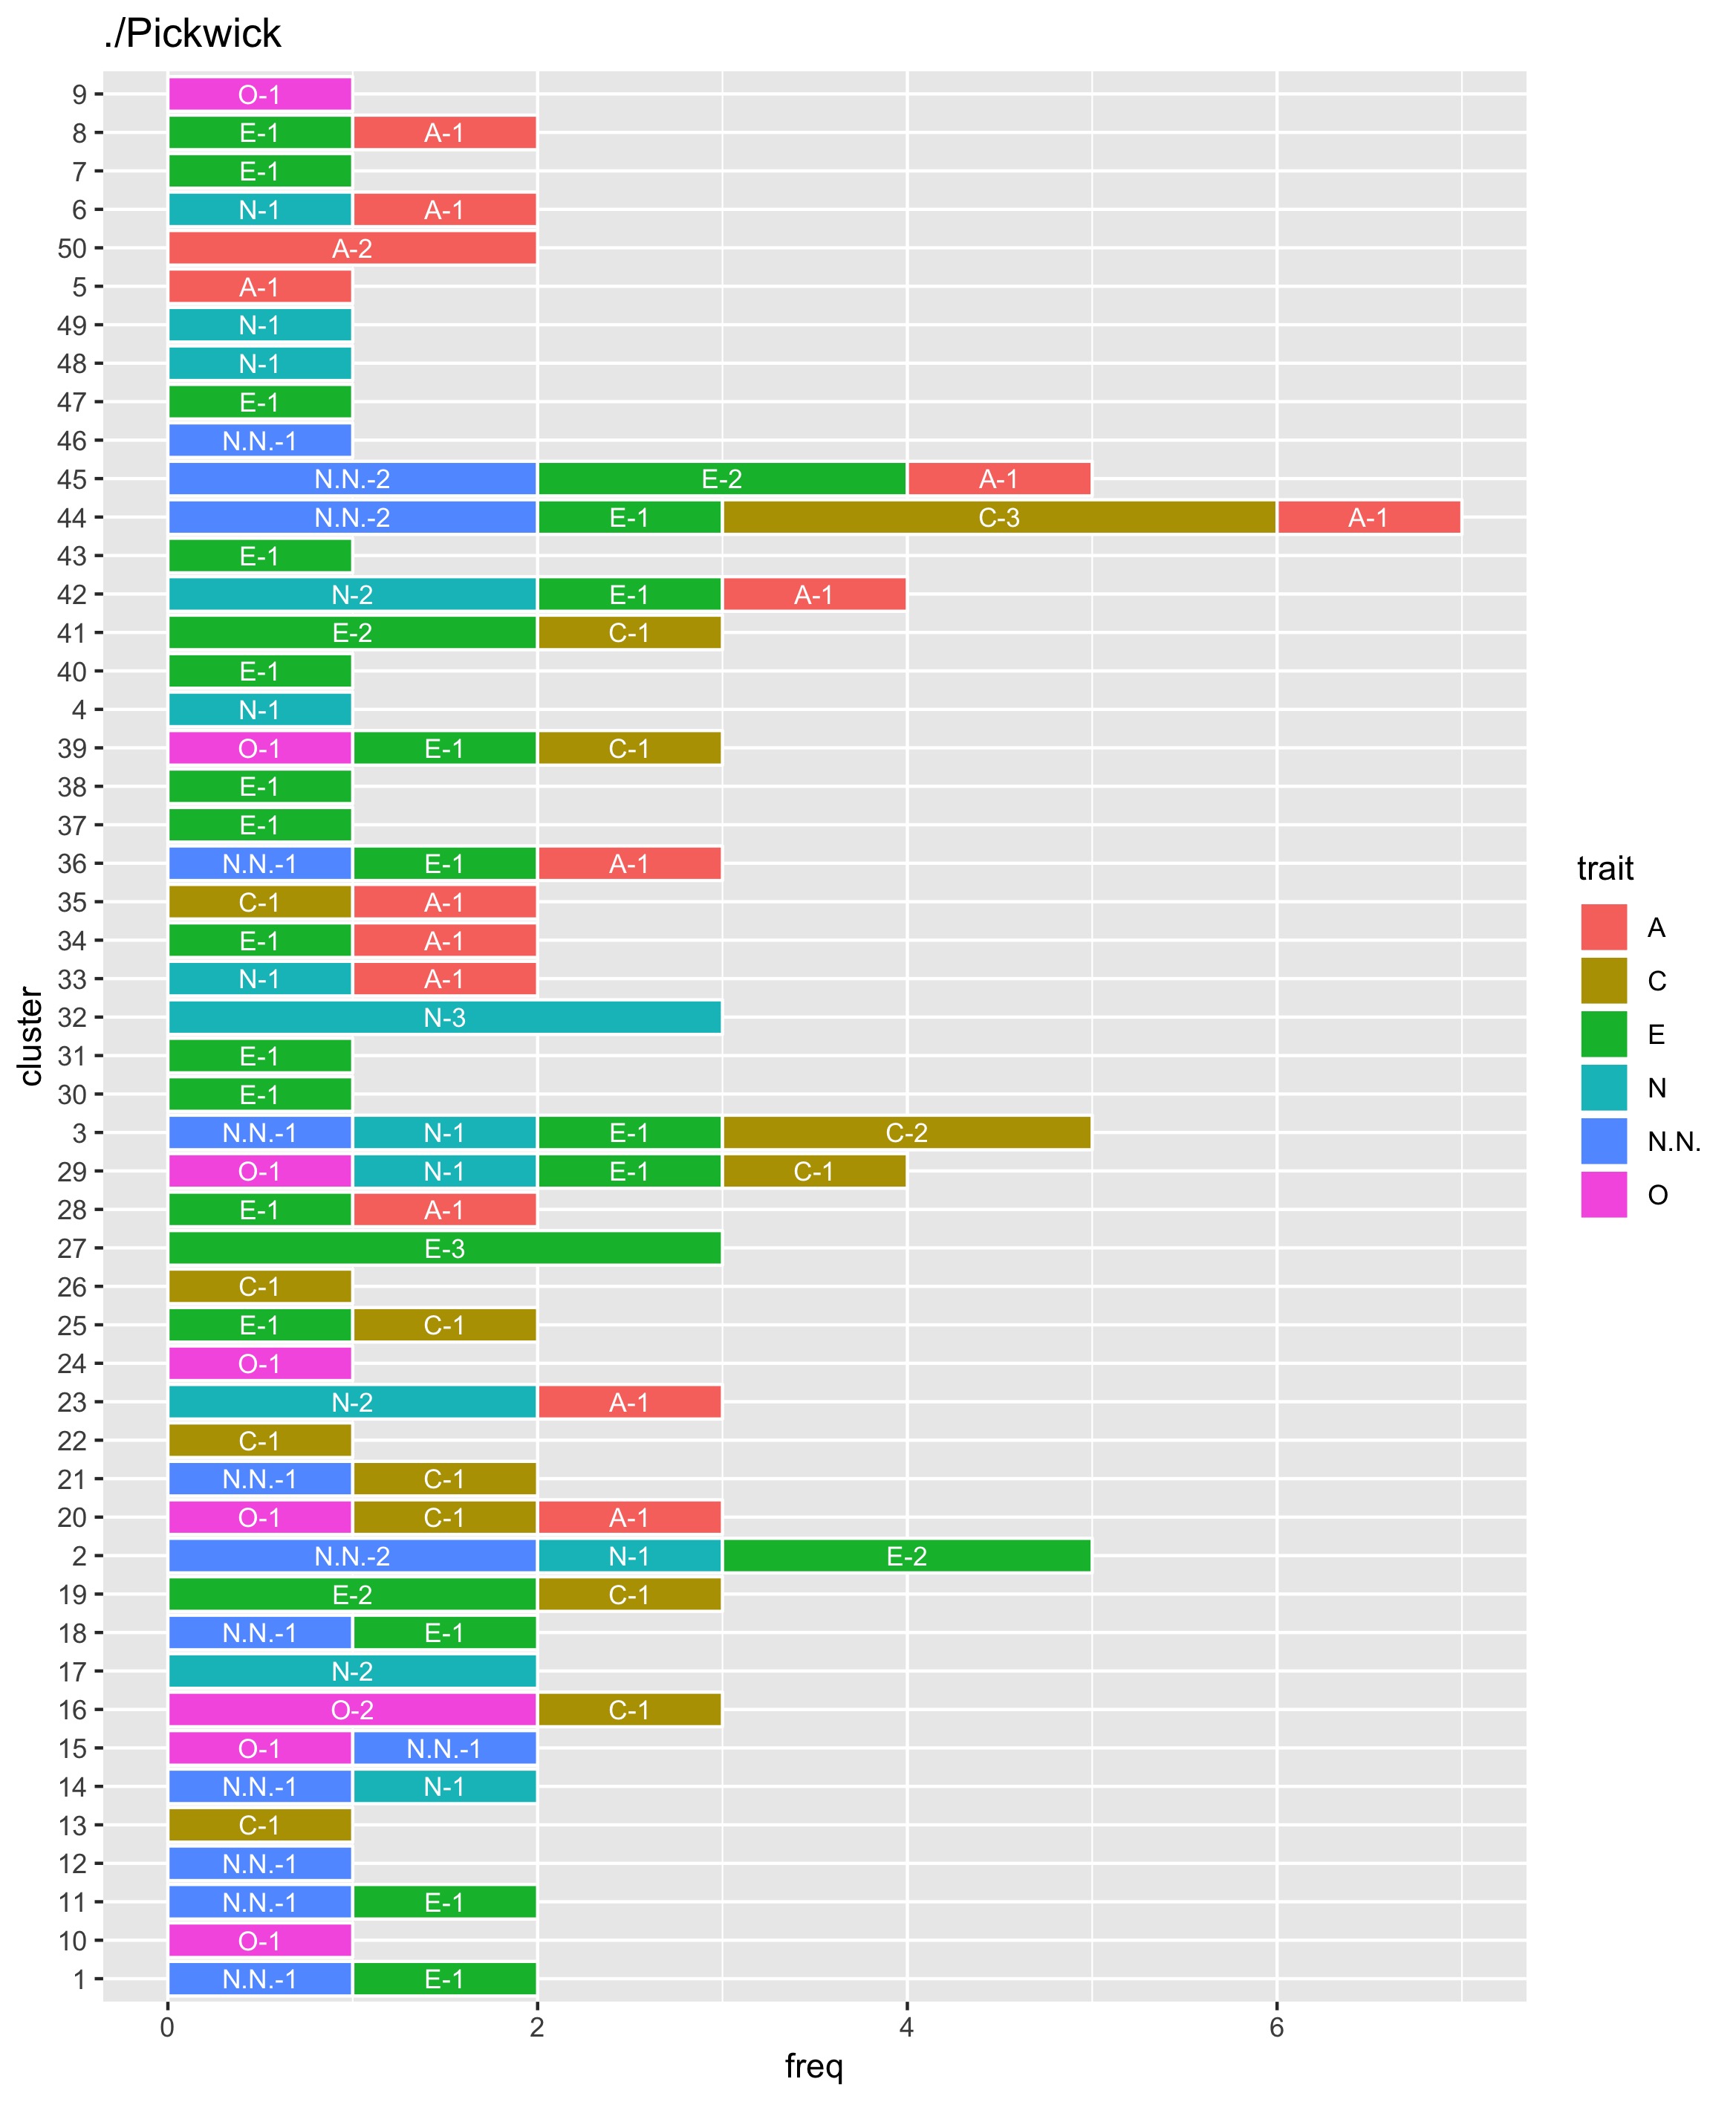 ./Pickwick
9 O-1
8 E-1 A-1
7 E-1
6 N-1 A-1
50 A-2
5 A-1
49 N-1
48 N-1
47 E-1
46 N.N.-1
45 N.N.-2 E-2 A-1
44 N.N.-2 E-1 C-3 A-1
43 E-1
42 N-2 E-1 A-1
41 E-2 C-1
40 E-1
4 N-1
39 O-1 E-1 C-1
38 E-1
37 E-1
36 N.N.-1 E-1 A-1
35 C-1 A-1
34 E-1 A-1
33 N-1 A-1
32 N-3
31 E-1
30 E-1
3 N.N.-1 N-1 E-1 C-2
29 O-1 N-1 E-1 C-1
28 E-1 A-1
27 E-3
26 C-1
25 E-1 C-1
24 O-1
23 N-2 A-1
22 C-1
21 N.N.-1 C-1
20 O-1 C-1 A-1
2 N.N.-2 N-1 E-2
19 E-2 C-1
18 N.N.-1 E-1
17 N-2
16 O-2 C-1
15 O-1 N.N.-1
14 N.N.-1 N-1
13 C-1
12 N.N.-1
11 N.N.-1 E-1
10 O-1
1 N.N.-1 E-1
0 2 4 6
freq
cluster
trait
A
C
E
N
N.N.
O